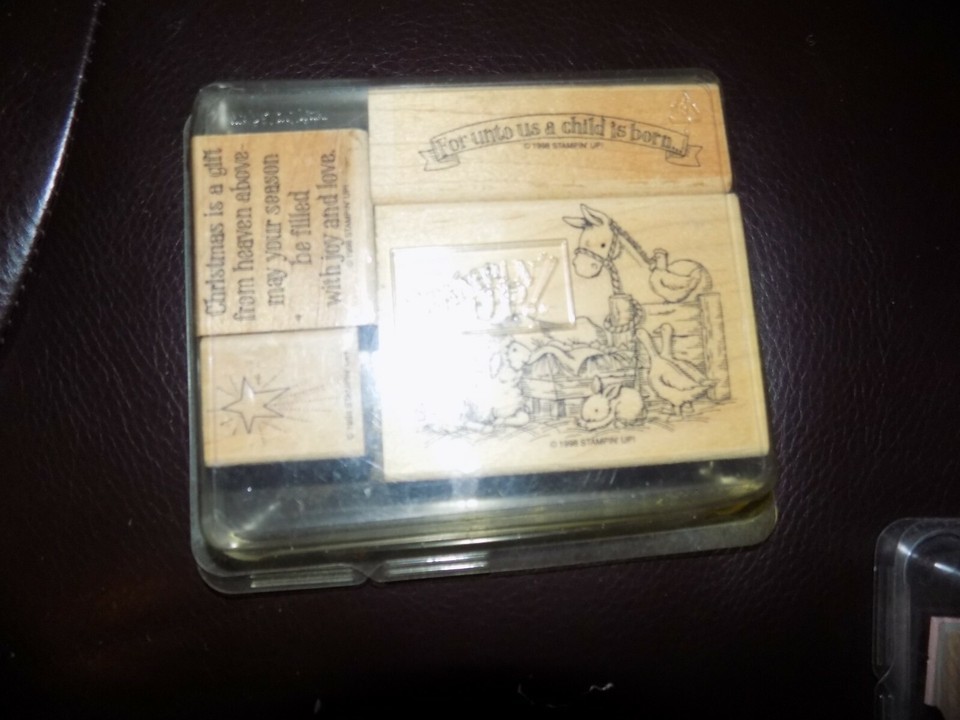 For unto us a child is born...
© 1998 STAMPIN' UP!
Christmas is a gift
from heaven above-
may your season
be filled
with joy and love.
© 1998 STAMPIN' UP!